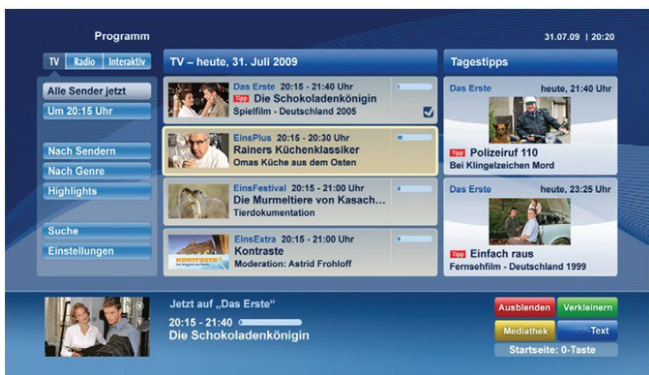 Programm
31.07.09 | 20:20
TV Radio Interaktiv
Alle Sender jetzt
Um 20:15 Uhr
Nach Sendern
Nach Genre
Highlights
Suche
Einstellungen
TV – heute, 31. Juli 2009
Das Erste 20:15 - 21:40 Uhr
Tipp Die Schokoladenkönigin
Spielfilm - Deutschland 2005
EinsPlus 20:15 - 20:30 Uhr
Rainers Küchenklassiker
Omas Küche aus dem Osten
EinsFestival 20:15 - 21:00 Uhr
Die Murmeltiere von Kasach...
Tierdokumentation
KONTRASTE
EinsExtra 20:15 - 21:00 Uhr
Kontraste
Moderation: Astrid Frohloff
Tagestipps
Das Erste heute, 21:40 Uhr
Tipp Polizeiruf 110
Bei Klingelzeichen Mord
Das Erste heute, 23:25 Uhr
Tipp Einfach raus
Fernsehfilm - Deutschland 1999
Jetzt auf „Das Erste“
20:15 - 21:40
Die Schokoladenkönigin
Ausblenden Verkleinern
Mediathek Text
Startseite: 0-Taste